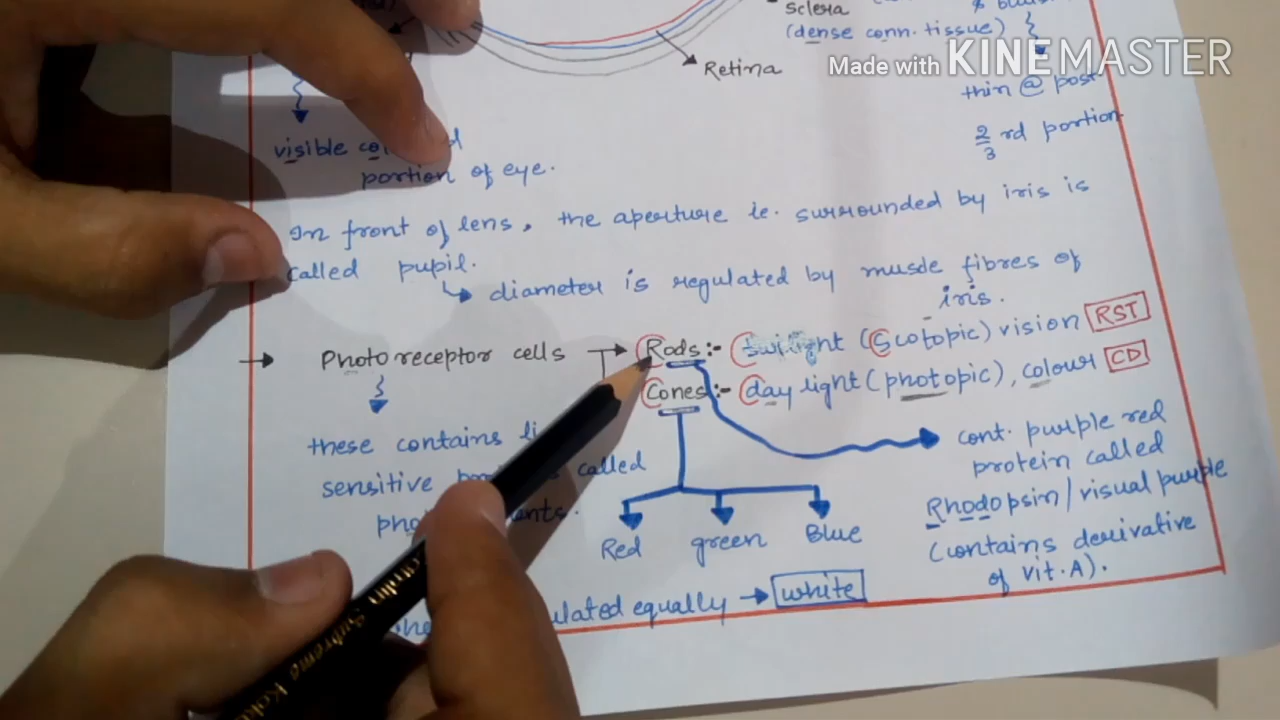 sclera
(dense conn. tissue)
Made with KINEMASTER
Retina
thin @ post
2/3 rd portion
visible
portion of eye.
In front of lens, the aperture ie. surrounded by iris is
called pupil.
diameter is regulated by muscle fibres of
iris.
Photoreceptor cells
Rods:- twilight (Scotopic) vision RST
Cones:- day light (photopic), colour CD
these contains
sensitive called
cont. purple red
protein called
Rhodopsin/visual purple
(contains derivative
of vit. A).
Red green Blue
equally → white